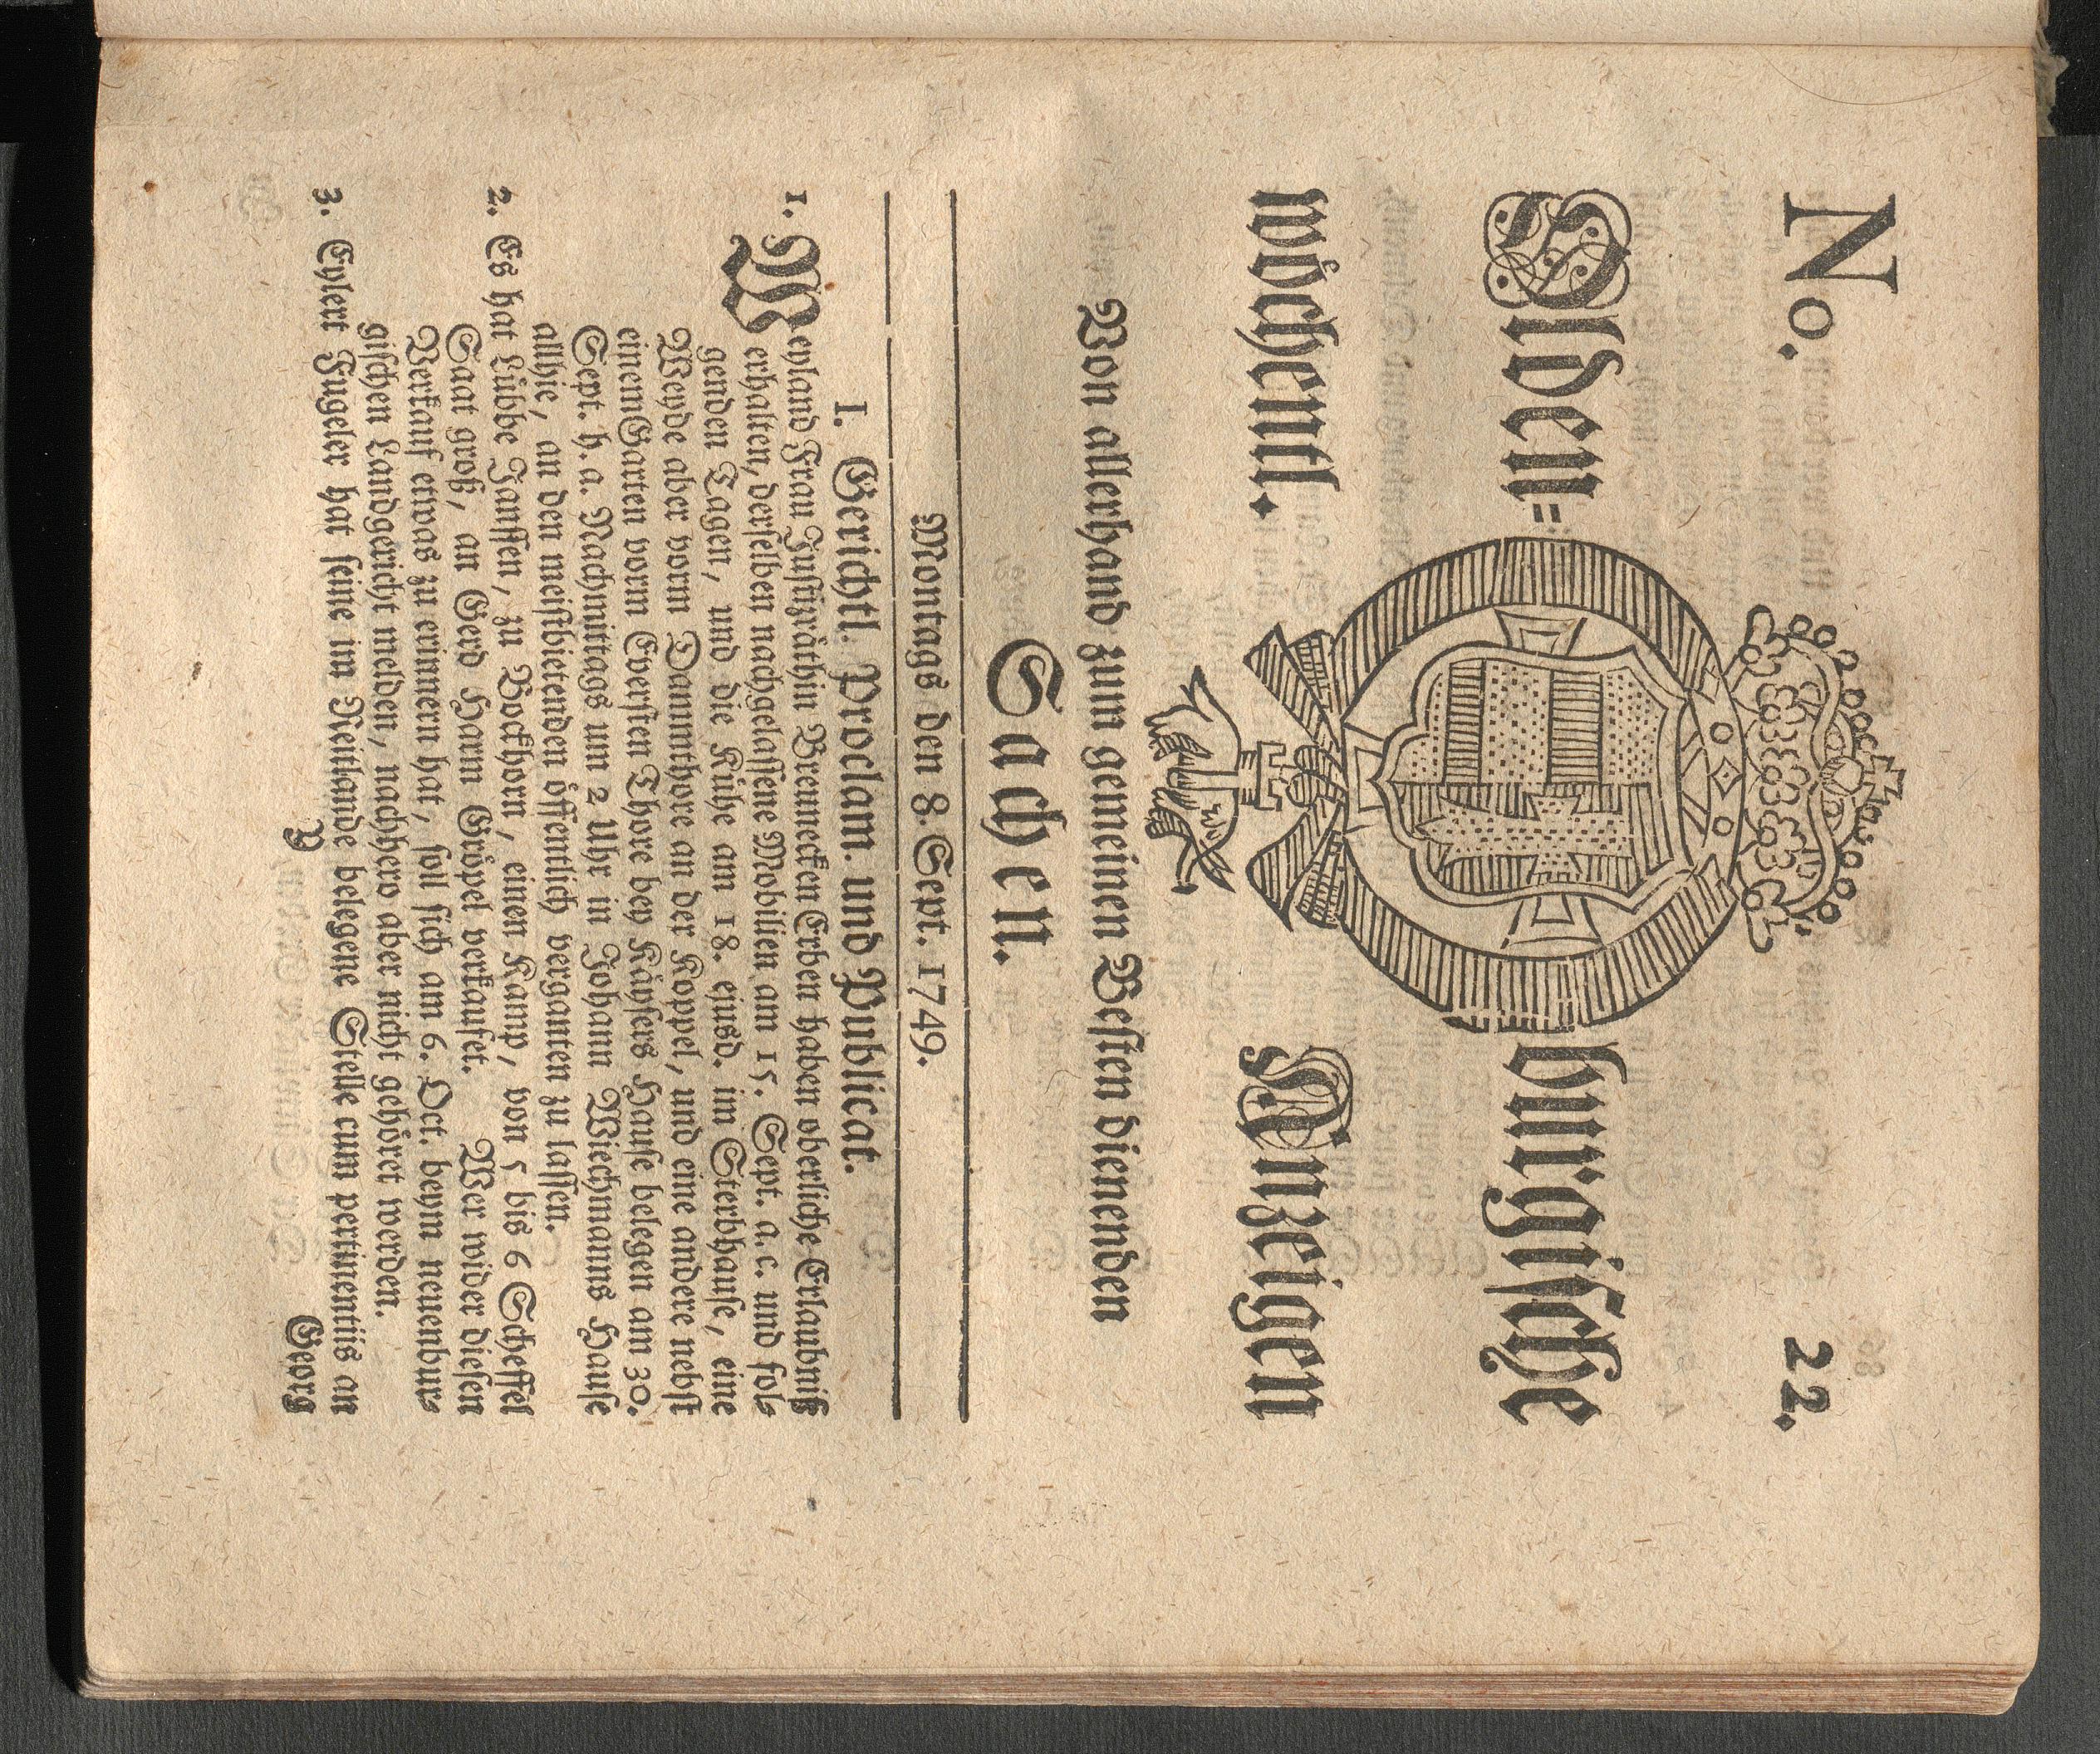 No. 22.
Olden= burgische
wöchentl. Anzeigen
Von allerhand zum gemeinen Besten dienenden
Sachen.
Montags den 8. Sept. 1749.
I. Gerichtl. Proclam. und Publicat.
1. Weyland Frau Justizräthin Brennecken Erben haben oberliche Erlaubniß
erhalten, derselben nachgelassene Mobilien am 15. Sept. a. c. und fol=
genden Tagen, und die Kühe am 18. ejusd. im Sterbhause, eine
Weyde aber vorm Dammthore an der Koppel, und eine andere nebst
einem Garten vorm Eversten Thore bey Käysers Hause belegen am 30.
Sept. h. a. Nachmittags um 2 Uhr in Johann Wiechmanns Hause
allhie, an den meistbietenden öffentlich verganten zu lassen.
2. Es hat Lübbe Janssen, zu Bockhorn, einen Kamp, von 5 bis 6 Scheffel
Saat groß, an Gerd Harm Gröpel verkaufet. Wer wider diesen
Verkauf etwas zu erinnern hat, soll sich am 6. Oct. beym neuenbur=
gischen Landgericht melden, nachhero aber nicht gehöret werden.
3. Eylert Fugeler hat seine im Reitlande belegene Stelle cum pertinentiis an
Y Georg